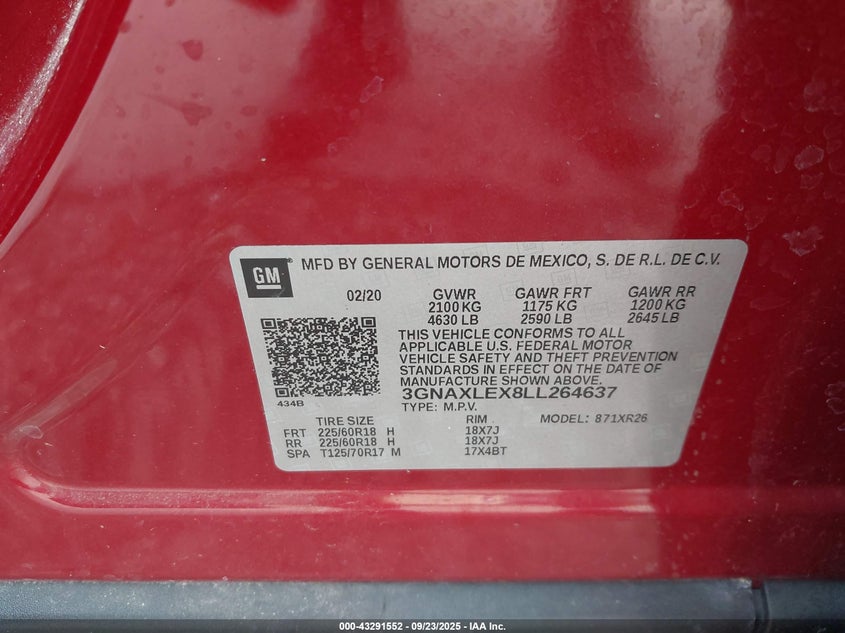 GM
MFD BY GENERAL MOTORS DE MEXICO, S. DE R.L. DE C.V.
02/20 GVWR GAWR FRT GAWR RR
2100 KG 1175 KG 1200 KG
4630 LB 2590 LB 2645 LB
THIS VEHICLE CONFORMS TO ALL
APPLICABLE U.S. FEDERAL MOTOR
VEHICLE SAFETY AND THEFT PREVENTION
STANDARDS IN EFFECT ON THE DATE OF
MANUFACTURE SHOWN ABOVE.
434B
3GNAXLEX8LL264637
TYPE: M.P.V.
TIRE SIZE RIM MODEL: 871XR26
FRT 225/60R18 H 18X7J
RR 225/60R18 H 18X7J
SPA T125/70R17 M 17X4BT
000-43291552 - 09/23/2025 - IAA Inc.